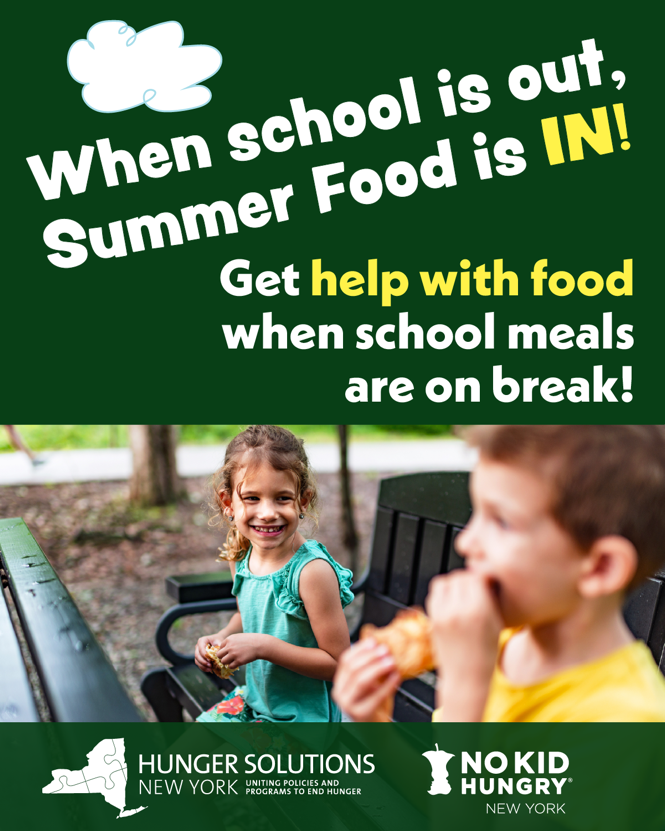 When school is out,
Summer Food is IN!
Get help with food
when school meals
are on break!
HUNGER SOLUTIONS
NEW YORK
UNITING POLICIES AND
PROGRAMS TO END HUNGER
NO KID
HUNGRY®
NEW YORK